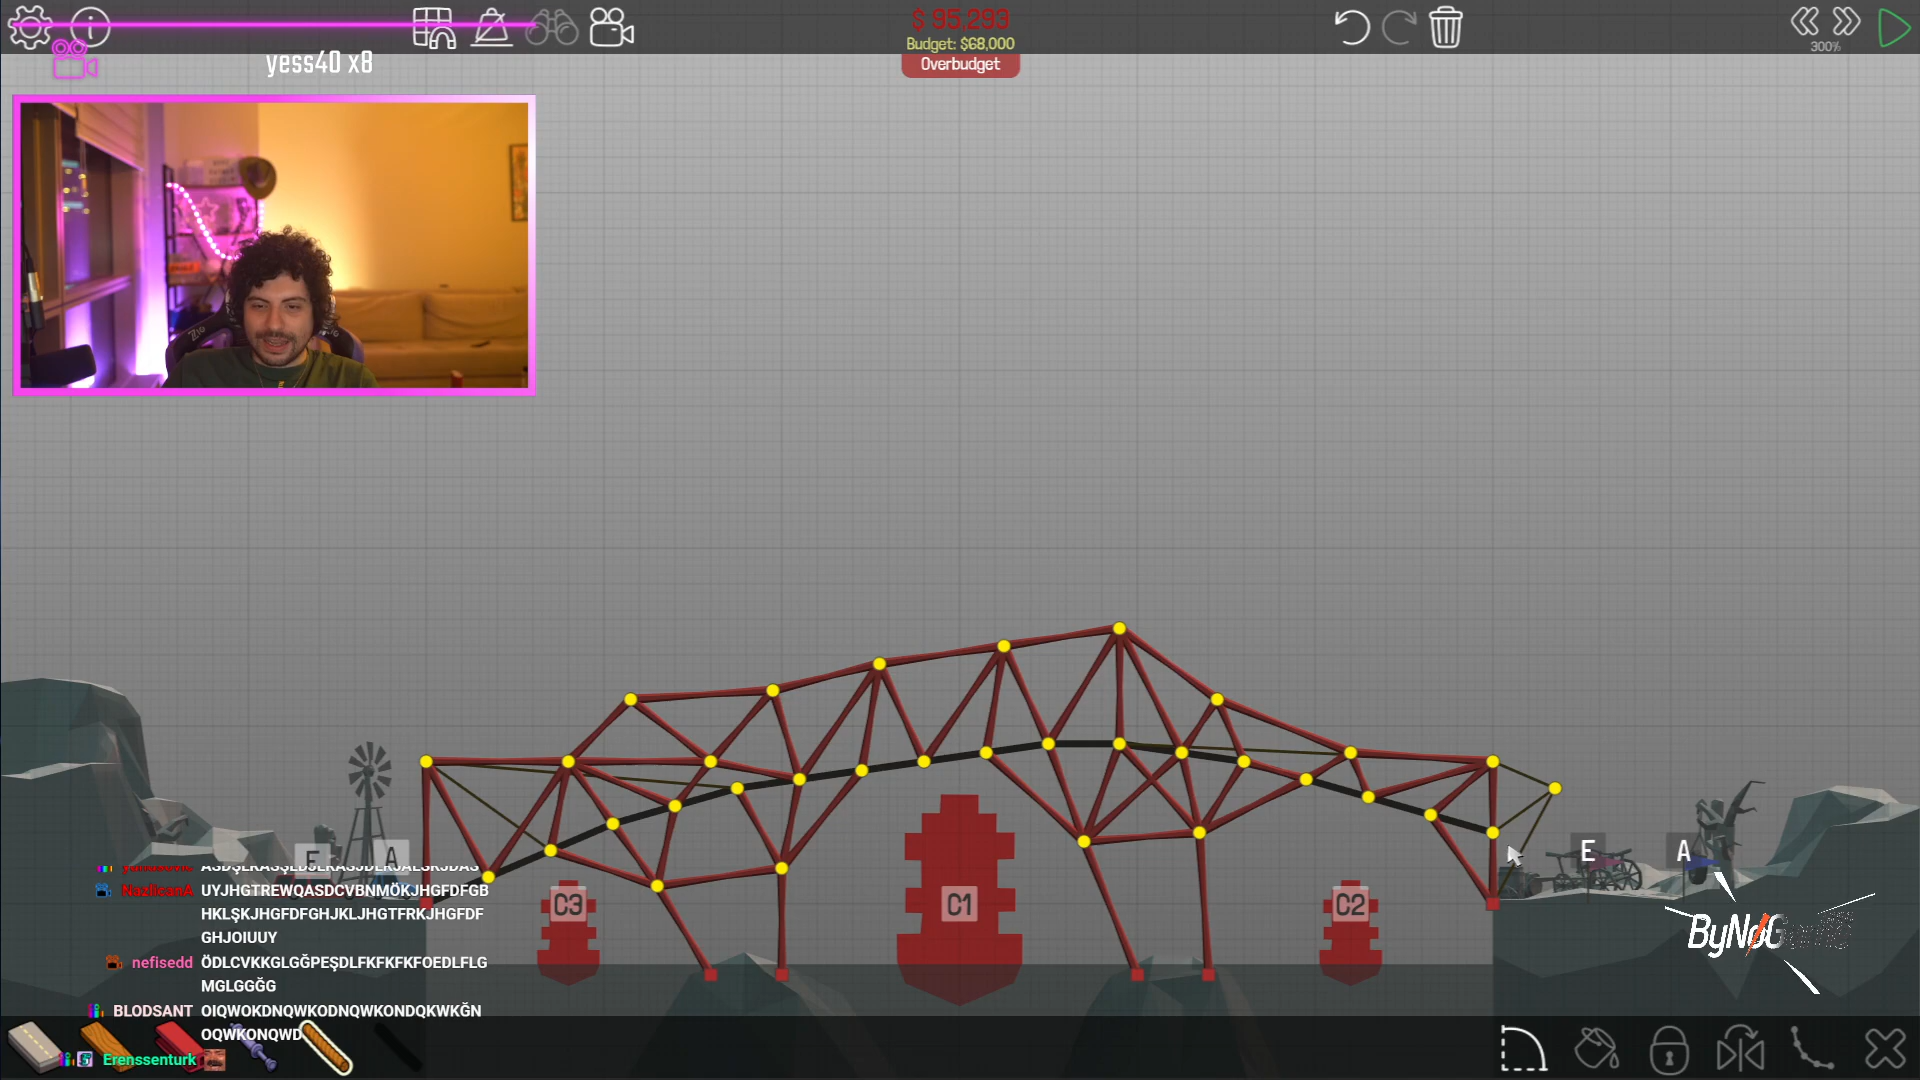 $ 95,293
Budget: $68,000
Overbudget
300%
yess40 x8
E
A
C3
C1
C2
E
A
NazlicanA UYJHGTREWQASDCVBNMÖKJHGFDFGB
HKLŞKJHGFDFGHJKLJHGTFRKJHGFDF
GHJOIUUY
nefisedd ÖDLCVKKGLGĞPEŞDLFKFKFKFOEDLFLG
MGLGGĞG
BLODSANT OIQWOKDNQWKODNQWKONDQKWKĞN
OQWKONQWD
Erenssenturk